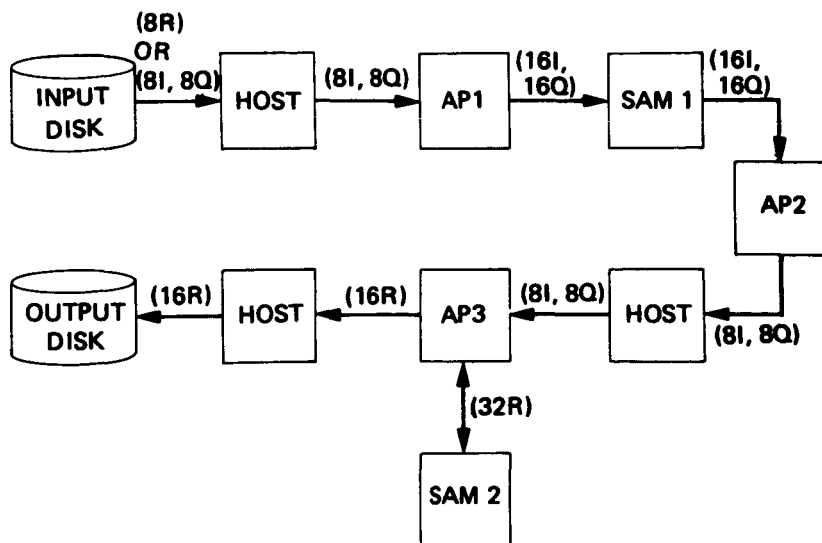 (8R)
OR
(8I, 8Q)
INPUT
DISK
HOST
(8I, 8Q)
AP1
(16I,
16Q)
SAM 1
(16I,
16Q)
AP2
(8I, 8Q)
HOST
(8I, 8Q)
AP3
(16R)
HOST
(16R)
OUTPUT
DISK
(32R)
SAM 2